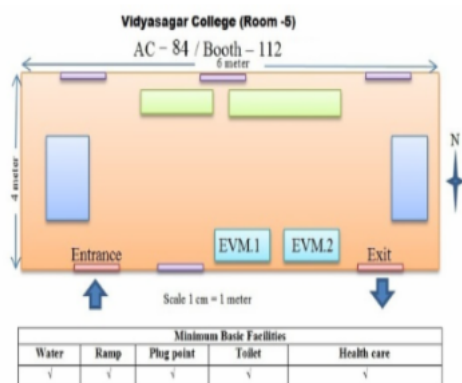 Vidyasagar College (Room -5)
AC – 84 / Booth – 112
6 meter
4 meter
N
EVM.1 EVM.2
Entrance Exit
Scale 1 cm = 1 meter
Minimum Basic Facilities
Water Ramp Plug point Toilet Health care
√ √ √ √ √